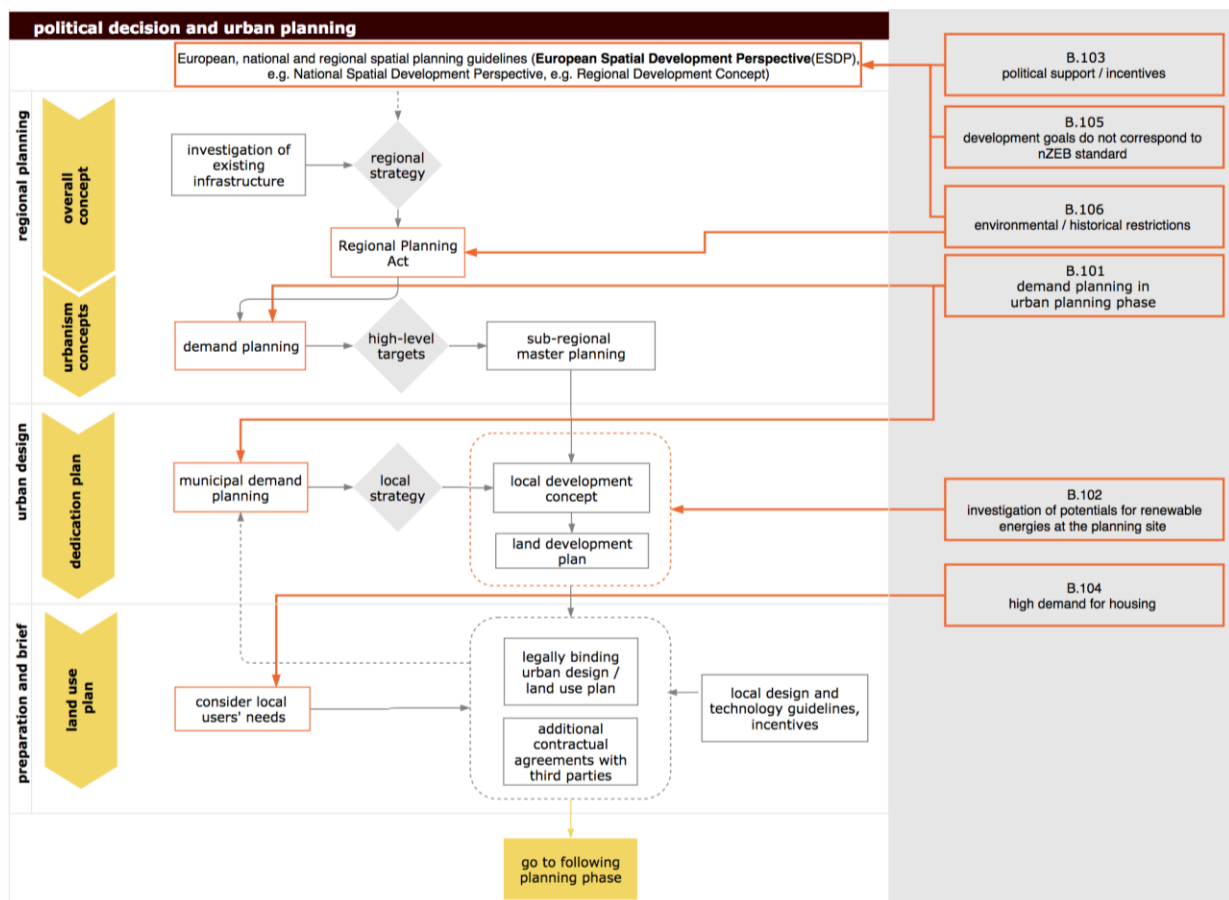 political decision and urban planning
European, national and regional spatial planning guidelines (European Spatial Development Perspective(ESDP),
e.g. National Spatial Development Perspective, e.g. Regional Development Concept)
regional planning
overall
concept
investigation of
existing
infrastructure
regional
strategy
Regional Planning
Act
urbanism
concepts
demand planning
high-level
targets
sub-regional
master planning
urban design
dedication plan
municipal demand
planning
local
strategy
local development
concept
land development
plan
preparation and brief
land use
plan
consider local
users' needs
legally binding
urban design /
land use plan
additional
contractual
agreements with
third parties
local design and
technology guidelines,
incentives
go to following
planning phase
B.103
political support / incentives
B.105
development goals do not correspond to
nZEB standard
B.106
environmental / historical restrictions
B.101
demand planning in
urban planning phase
B.102
investigation of potentials for renewable
energies at the planning site
B.104
high demand for housing